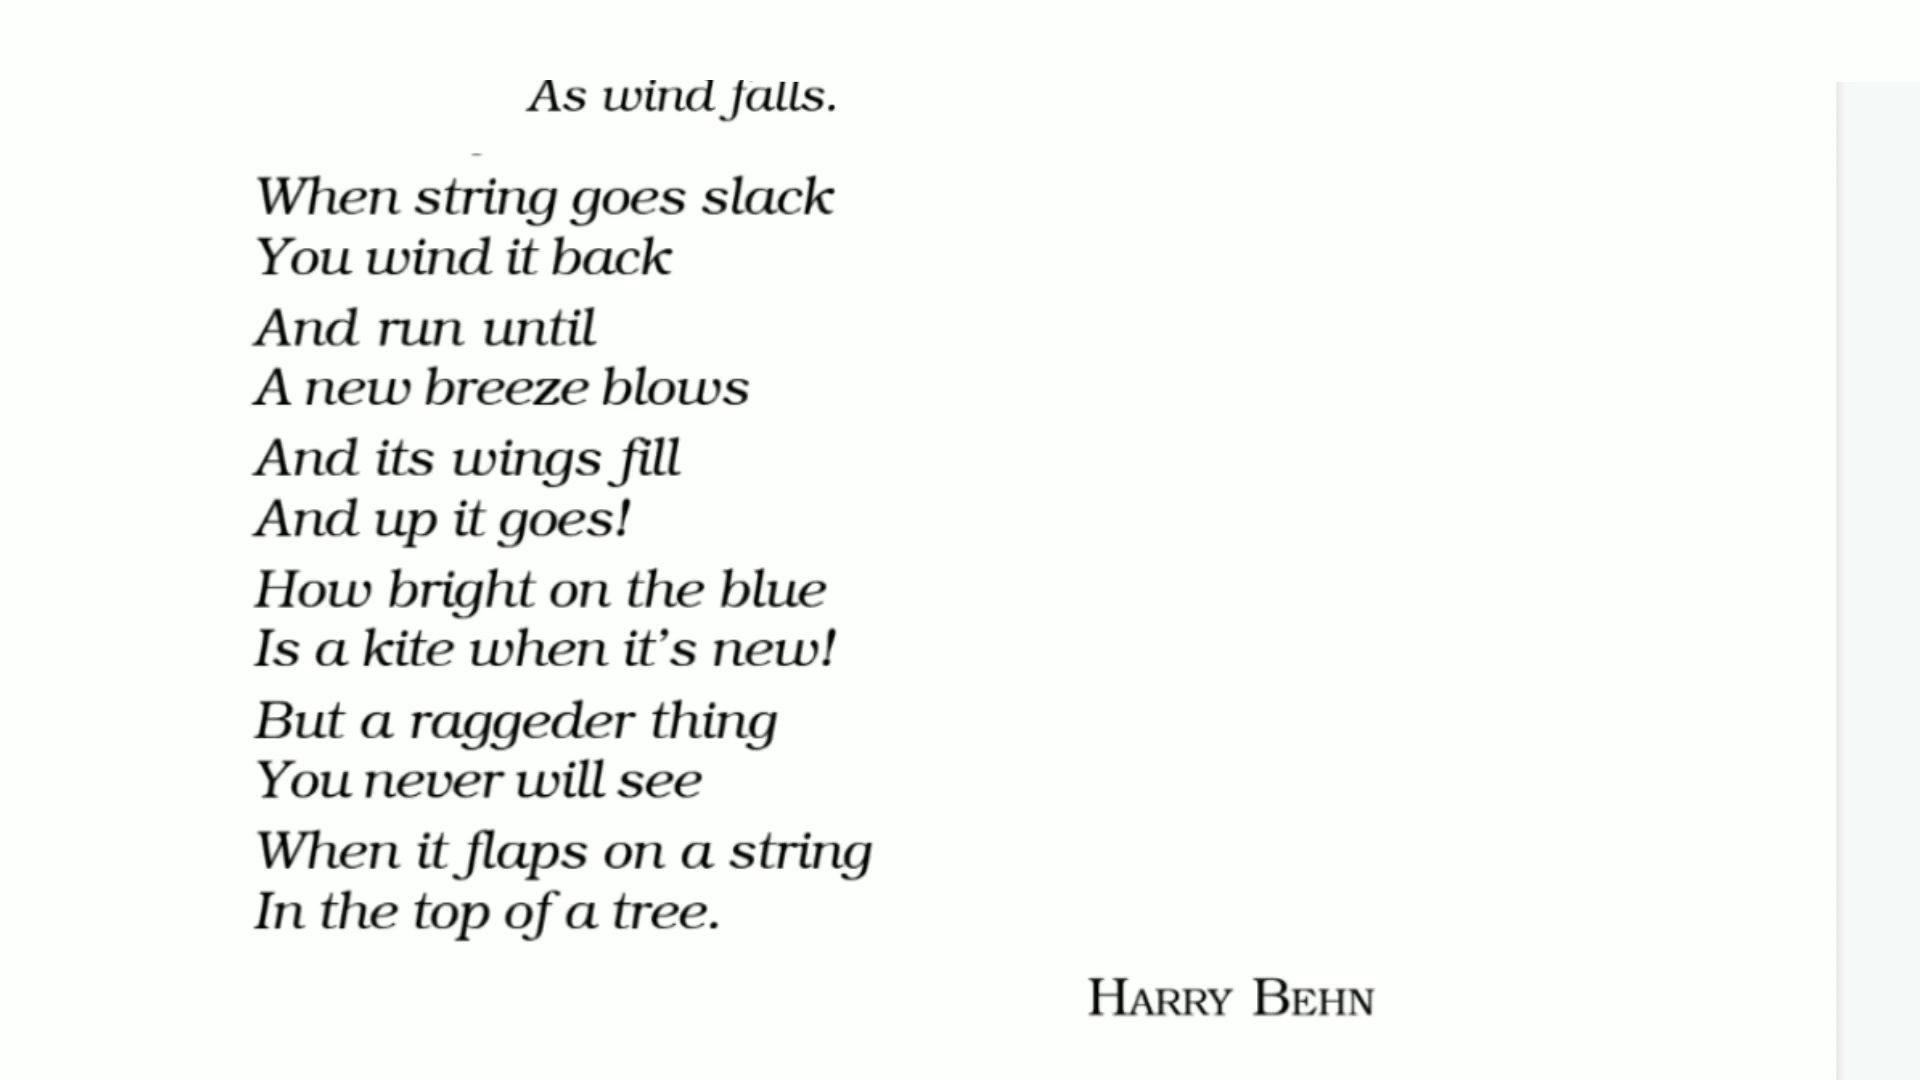 As wind falls.
When string goes slack
You wind it back
And run until
A new breeze blows
And its wings fill
And up it goes!
How bright on the blue
Is a kite when it’s new!
But a raggeder thing
You never will see
When it flaps on a string
In the top of a tree.
HARRY BEHN